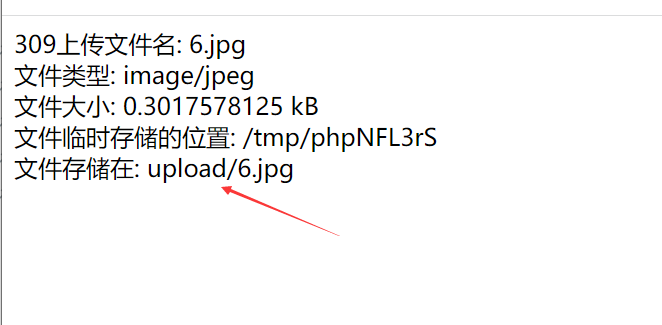 309上传文件名: 6.jpg
文件类型: image/jpeg
文件大小: 0.3017578125 kB
文件临时存储的位置: /tmp/phpNFL3rS
文件存储在: upload/6.jpg